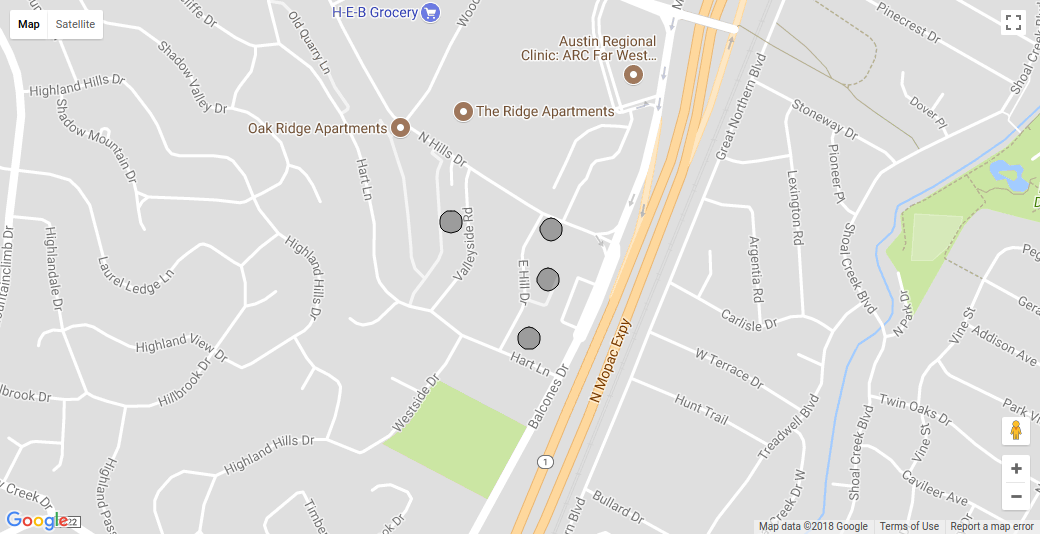 Map Satellite
H-E-B Grocery
Austin Regional
Clinic: ARC Far West...
The Ridge Apartments
Oak Ridge Apartments
Old Quarry Ln
Pinecrest Dr
Shoal Creek Blvd
Highland Hills Dr
Shadow Valley Dr
Shadow Mountain Dr
N Hills Dr
Great Northern Blvd
Stoneway Dr
Dover Pl
Pioneer Pl
Hart Ln
Lexington Rd
Valleyside Rd
Highlandale Dr
Laurel Ledge Ln
Highland Hills Dr
E Hill Dr
Argentia Rd
Shoal Creek Blvd
N Park Dr
Vine St
Addison Ave
Carlisle Dr
Highland View Dr
Hillbrook Dr
Hart Ln
N Mopac Expy
W Terrace Dr
Westside Dr
Balcones Dr
Hunt Trail
Treadwell Blvd
Twin Oaks Dr
Vine St
Highland Hills Dr
1
Shoal Creek Blvd
Cavileer Ave
Bullard Dr
Creek Dr W
Google
Map data ©2018 Google Terms of Use Report a map error